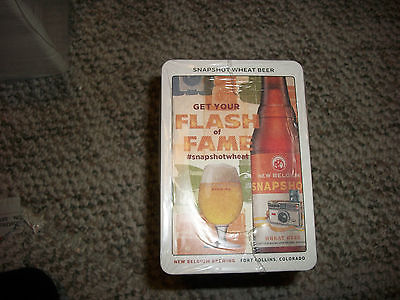 SNAPSHOT WHEAT BEER
GET YOUR
FLASH
of
FAME
#snapshotwheat
NEW BELGIUM
SNAPSHO
WHEAT BEER
NEW BELGIUM BREWING FORT COLLINS, COLORADO